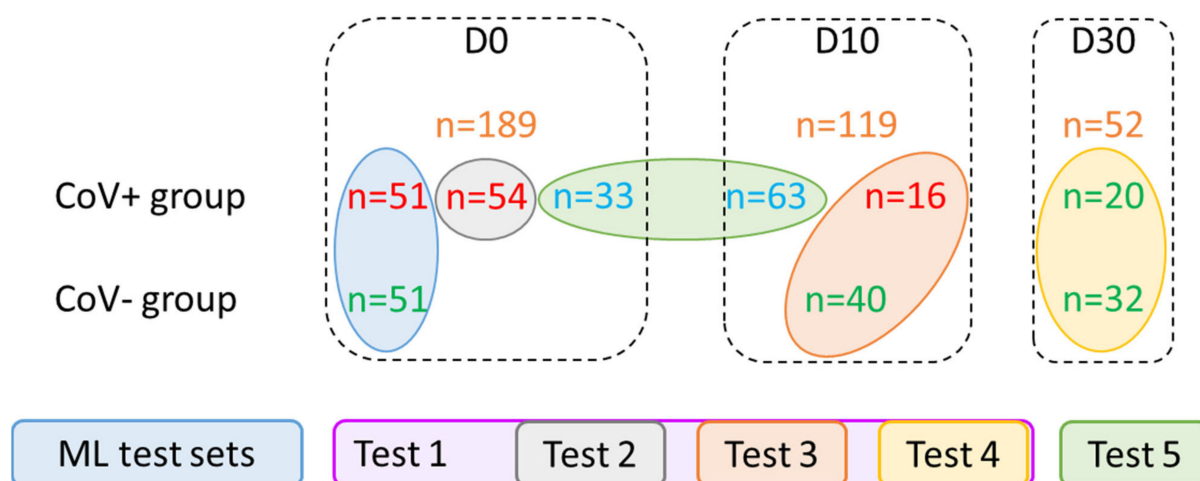 D0 D10 D30
n=189 n=119 n=52
CoV+ group n=51 n=54 n=33 n=63 n=16 n=20
CoV- group n=51 n=40 n=32
ML test sets Test 1 Test 2 Test 3 Test 4 Test 5